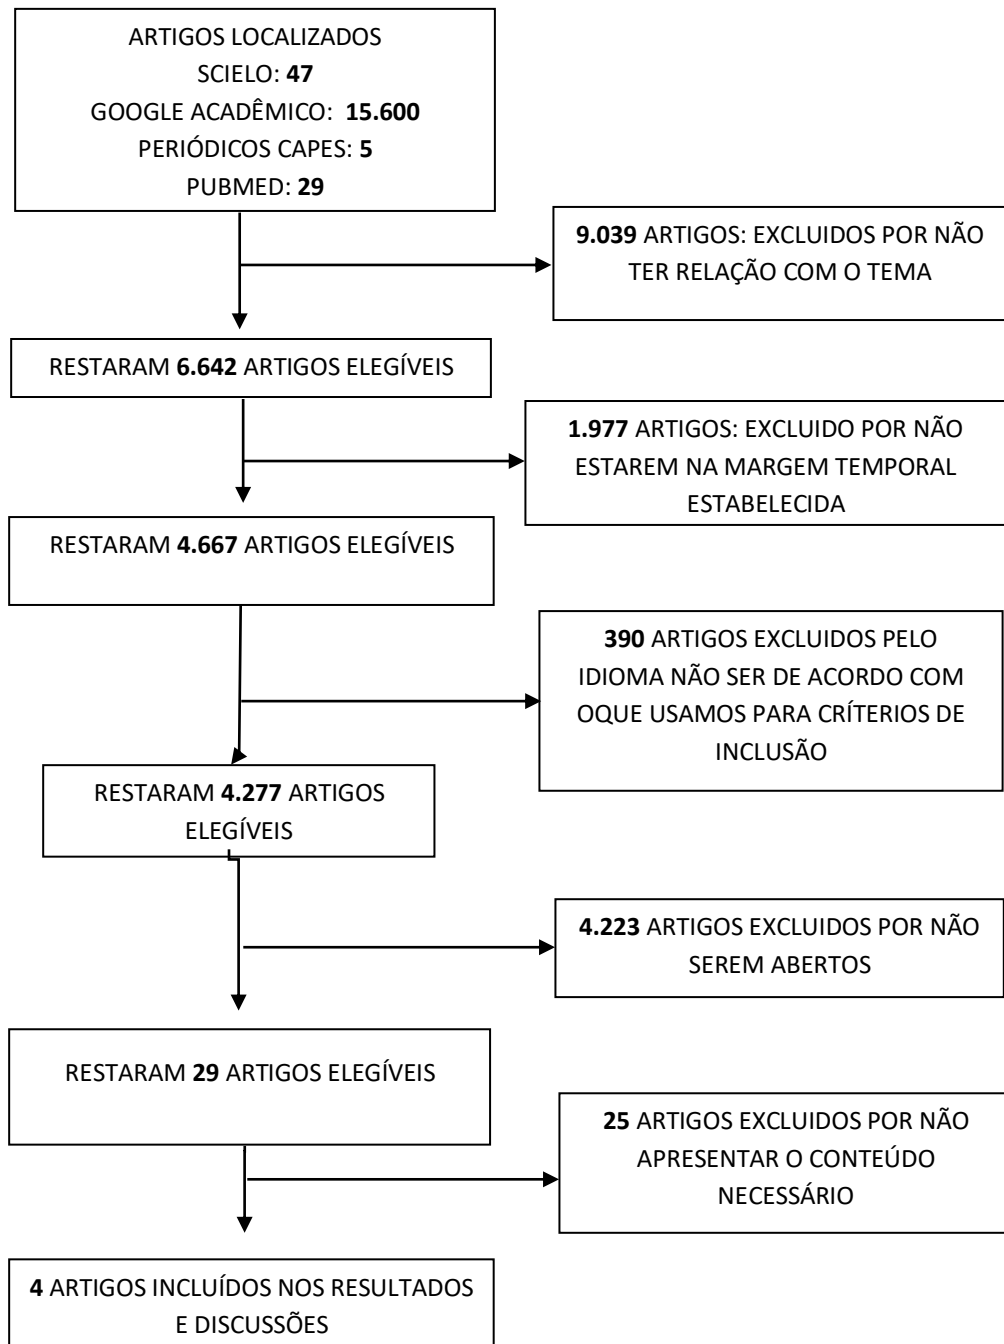 ARTIGOS LOCALIZADOS
SCIELO: 47
GOOGLE ACADÊMICO: 15.600
PERIÓDICOS CAPES: 5
PUBMED: 29
9.039 ARTIGOS: EXCLUIDOS POR NÃO
TER RELAÇÃO COM O TEMA
RESTARAM 6.642 ARTIGOS ELEGÍVEIS
1.977 ARTIGOS: EXCLUIDO POR NÃO
ESTAREM NA MARGEM TEMPORAL
ESTABELECIDA
RESTARAM 4.667 ARTIGOS ELEGÍVEIS
390 ARTIGOS EXCLUIDOS PELO
IDIOMA NÃO SER DE ACORDO COM
OQUE USAMOS PARA CRÍTERIOS DE
INCLUSÃO
RESTARAM 4.277 ARTIGOS
ELEGÍVEIS
4.223 ARTIGOS EXCLUIDOS POR NÃO
SEREM ABERTOS
RESTARAM 29 ARTIGOS ELEGÍVEIS
25 ARTIGOS EXCLUIDOS POR NÃO
APRESENTAR O CONTEÚDO
NECESSÁRIO
4 ARTIGOS INCLUÍDOS NOS RESULTADOS
E DISCUSSÕES